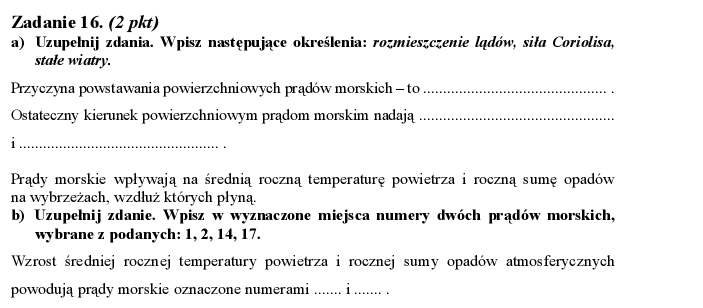 Zadanie 16. (2 pkt)
a) Uzupełnij zdania. Wpisz następujące określenia: rozmieszczenie lądów, siła Coriolisa,
stałe wiatry.
Przyczyna powstawania powierzchniowych prądów morskich – to .............................................. .
Ostateczny kierunek powierzchniowym prądom morskim nadają .................................................
i .................................................. .
Prądy morskie wpływają na średnią roczną temperaturę powietrza i roczną sumę opadów
na wybrzeżach, wzdłuż których płyną.
b) Uzupełnij zdanie. Wpisz w wyznaczone miejsca numery dwóch prądów morskich,
wybrane z podanych: 1, 2, 14, 17.
Wzrost średniej rocznej temperatury powietrza i rocznej sumy opadów atmosferycznych
powodują prądy morskie oznaczone numerami ....... i ....... .